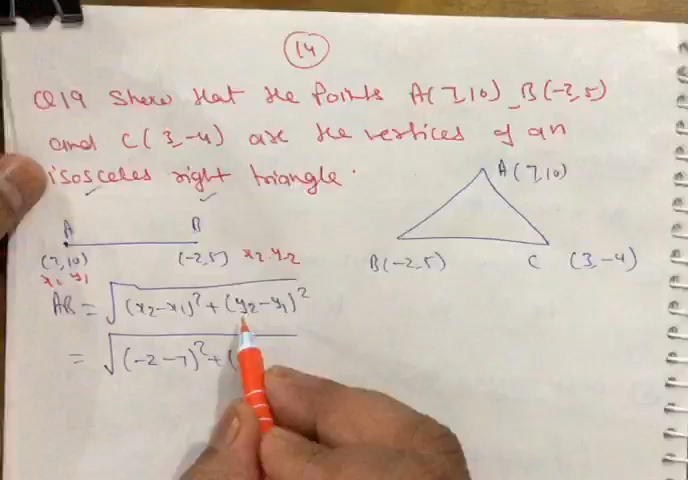 14
Q19 Show that the Points A(7,10), B(-2,5)
and C(3,-4) are the vertices of an
isosceles right triangle.
A(7,10)
A B
(7,10) (-2,5) x2 y2
x1 y1
B(-2,5) C (3,-4)
AB = √(x2-x1)²+(y2-y1)²
= √(-2-7)²+(